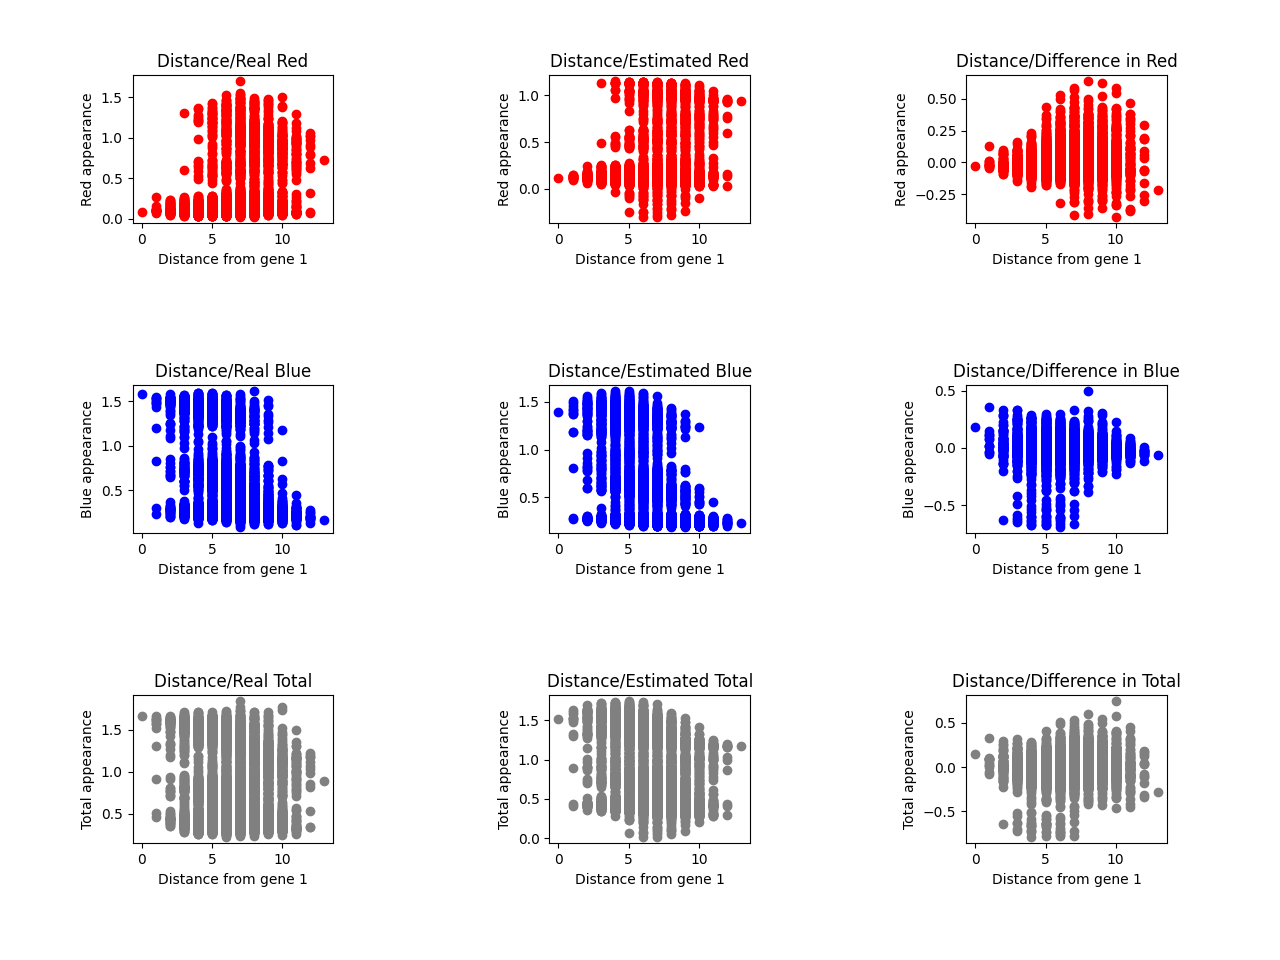 Distance/Real Red
Distance/Estimated Red
Distance/Difference in Red
Red appearance
1.5
1.0
0.5
0.0
0
5
10
Distance from gene 1
Red appearance
1.0
0.5
0.0
0
5
10
Distance from gene 1
Red appearance
0.50
0.25
0.00
−0.25
0
5
10
Distance from gene 1
Distance/Real Blue
Distance/Estimated Blue
Distance/Difference in Blue
Blue appearance
1.5
1.0
0.5
0
5
10
Distance from gene 1
Blue appearance
1.5
1.0
0.5
0
5
10
Distance from gene 1
Blue appearance
0.5
0.0
−0.5
0
5
10
Distance from gene 1
Distance/Real Total
Distance/Estimated Total
Distance/Difference in Total
Total appearance
1.5
1.0
0.5
0
5
10
Distance from gene 1
Total appearance
1.5
1.0
0.5
0.0
0
5
10
Distance from gene 1
Total appearance
0.5
0.0
−0.5
0
5
10
Distance from gene 1